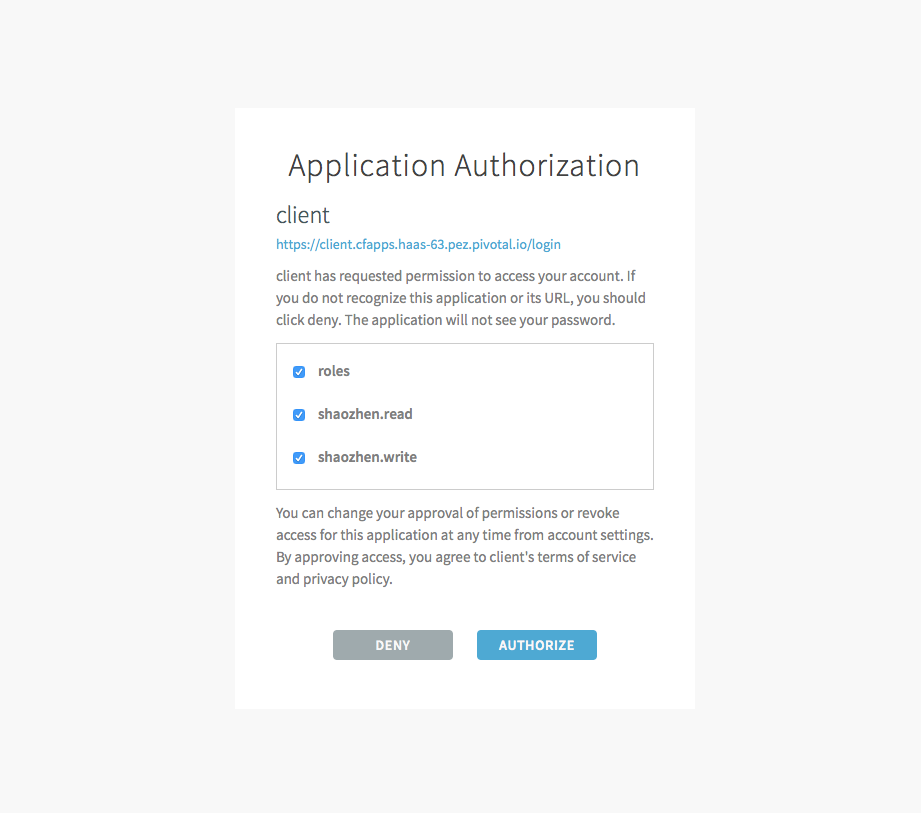 Application Authorization
client
https://client.cfapps.haas-63.pez.pivotal.io/login
client has requested permission to access your account. If
you do not recognize this application or its URL, you should
click deny. The application will not see your password.
roles
shaozhen.read
shaozhen.write
You can change your approval of permissions or revoke
access for this application at any time from account settings.
By approving access, you agree to client's terms of service
and privacy policy.
DENY
AUTHORIZE